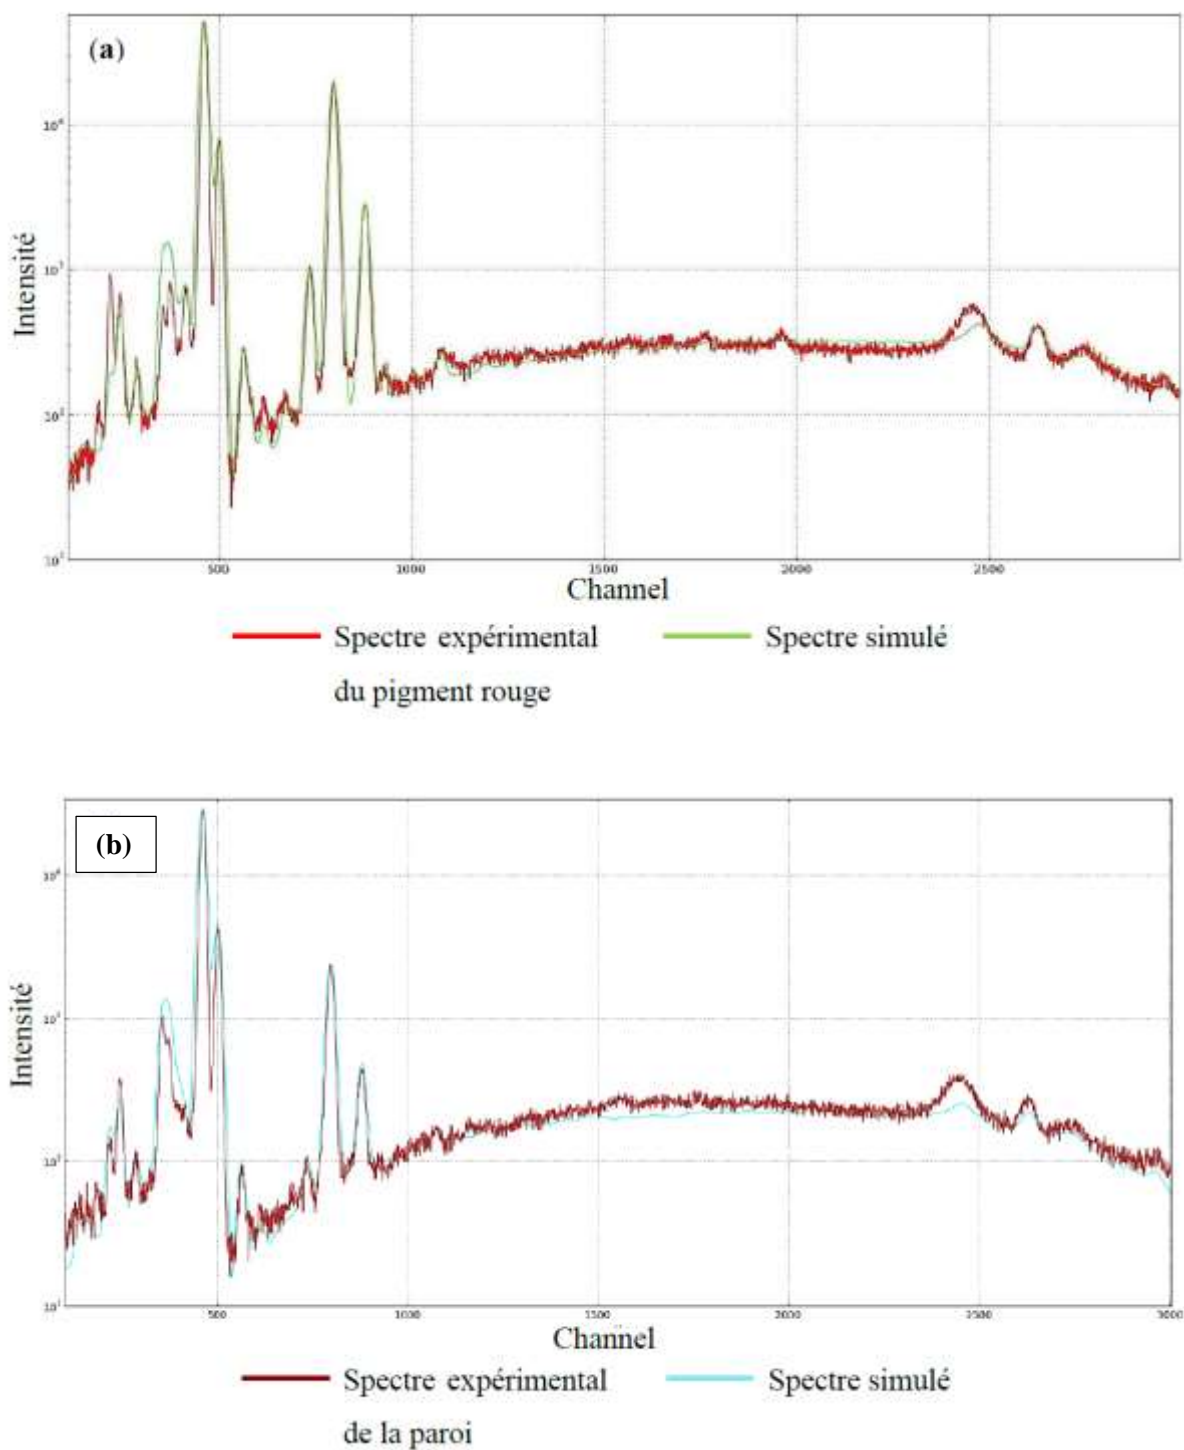 (a)
Intensité
500 1000 1500 2000 2500
Channel
Spectre expérimental du pigment rouge
Spectre simulé
(b)
Intensité
500 1000 1500 2000 2500 3000
Channel
Spectre expérimental de la paroi
Spectre simulé